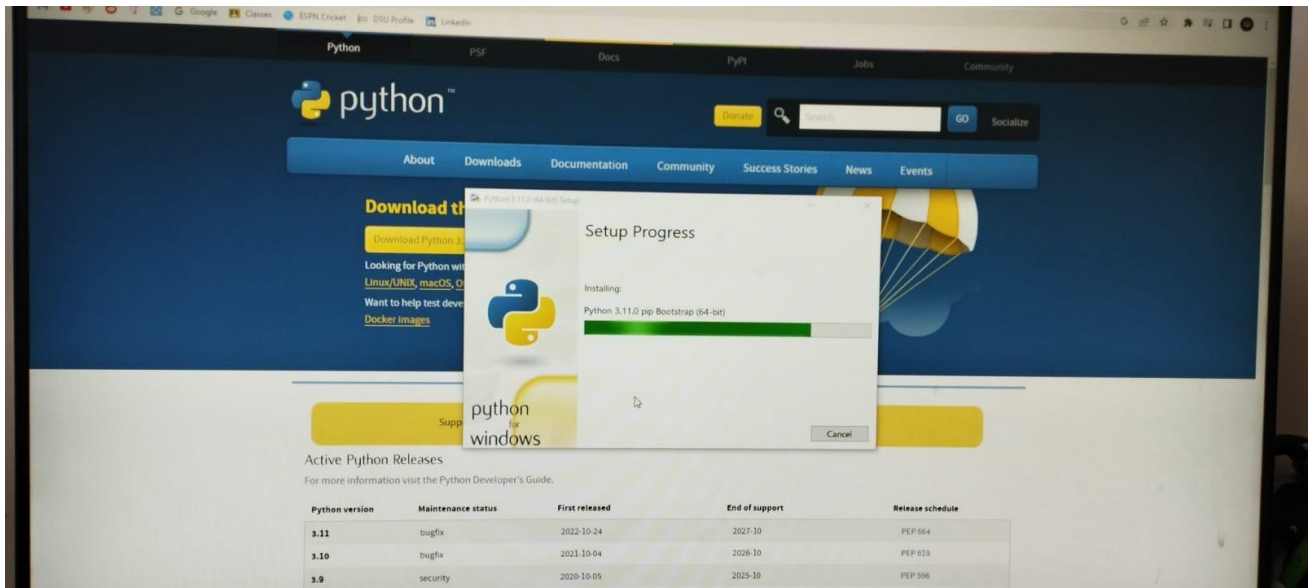 G Google Classes ESPN Cricket DSU Profile LinkedIn
Python PSF Docs PyPI Jobs Community
python™
Donate Search GO Socialize
About Downloads Documentation Community Success Stories News Events
Download th
Download Python 3.
Looking for Python wit
Linux/UNIX, macOS, O
Want to help test deve
Docker images
Python 3.11.0 (64-bit) Setup
Setup Progress
Installing:
Python 3.11.0 pip Bootstrap (64-bit)
python
for
windows
Cancel
Supp
Active Python Releases
For more information visit the Python Developer's Guide.
Python version Maintenance status First released End of support Release schedule
3.11 bugfix 2022-10-24 2027-10 PEP 664
3.10 bugfix 2021-10-04 2026-10 PEP 619
3.9 security 2020-10-05 2025-10 PEP 596